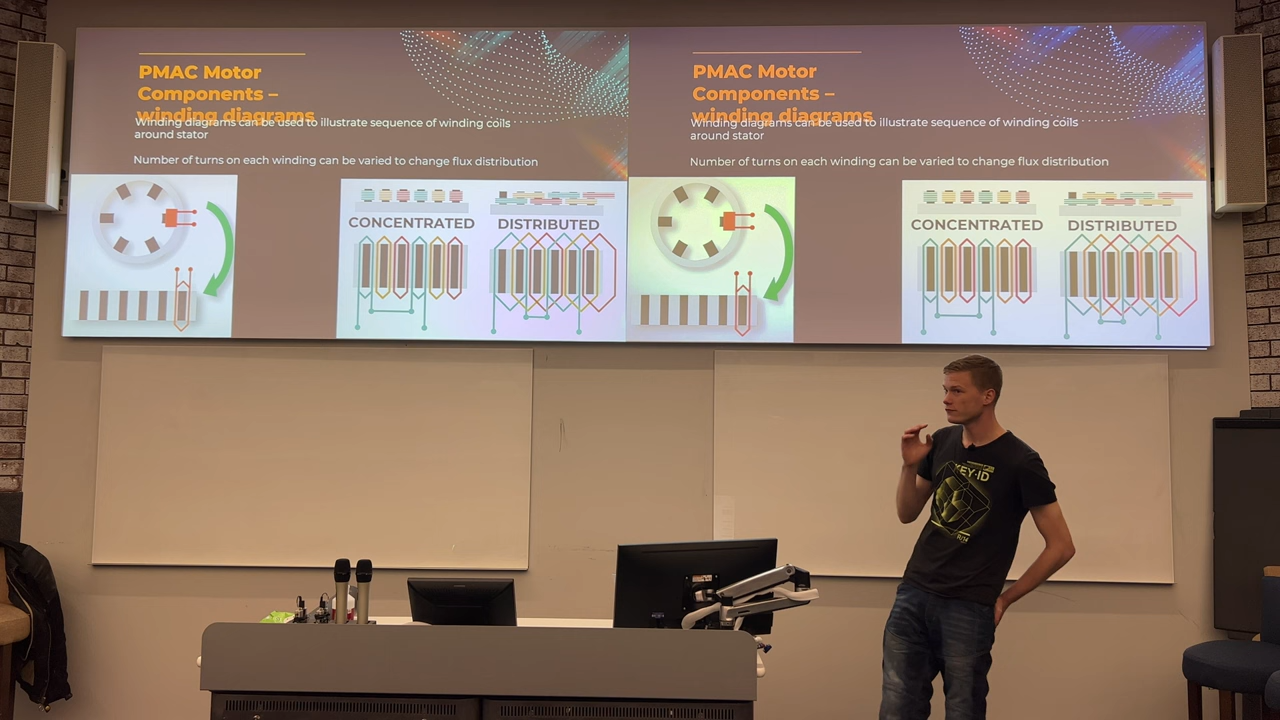 PMAC Motor
Components –
winding diagrams
Winding diagrams can be used to illustrate sequence of winding coils
around stator
Number of turns on each winding can be varied to change flux distribution
CONCENTRATED
DISTRIBUTED
PMAC Motor
Components –
winding diagrams
Winding diagrams can be used to illustrate sequence of winding coils
around stator
Number of turns on each winding can be varied to change flux distribution
CONCENTRATED
DISTRIBUTED
KEY-ID